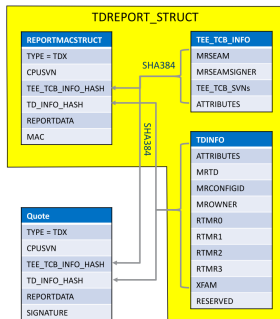 TDREPORT_STRUCT
REPORTMACSTRUCT
TYPE = TDX
CPUSVN
TEE_TCB_INFO_HASH
TD_INFO_HASH
REPORTDATA
MAC
SHA384
SHA384
TEE_TCB_INFO
MRSEAM
MRSEAMSIGNER
TEE_TCB_SVNs
ATTRIBUTES
TDINFO
ATTRIBUTES
MRTD
MRCONFIGID
MROWNER
RTMR0
RTMR1
RTMR2
RTMR3
XFAM
RESERVED
Quote
TYPE = TDX
CPUSVN
TEE_TCB_INFO_HASH
TD_INFO_HASH
REPORTDATA
SIGNATURE